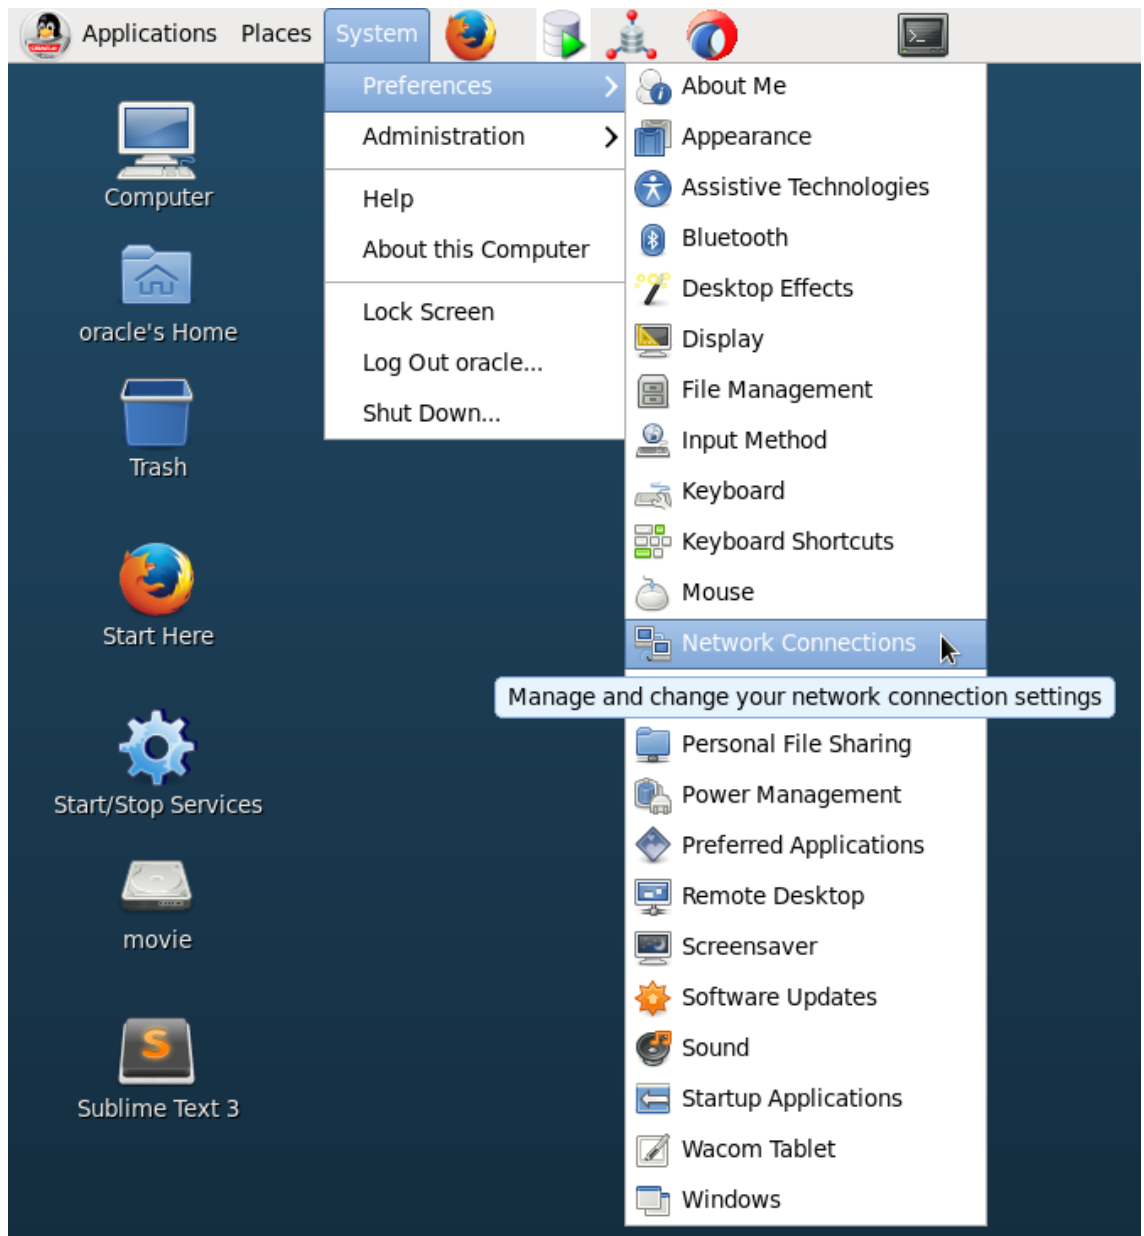 Applications Places System
Preferences
Administration
Help
About this Computer
Lock Screen
Log Out oracle...
Shut Down...
About Me
Appearance
Assistive Technologies
Bluetooth
Desktop Effects
Display
File Management
Input Method
Keyboard
Keyboard Shortcuts
Mouse
Network Connections
Manage and change your network connection settings
Personal File Sharing
Power Management
Preferred Applications
Remote Desktop
Screensaver
Software Updates
Sound
Startup Applications
Wacom Tablet
Windows
Computer
oracle's Home
Trash
Start Here
Start/Stop Services
movie
Sublime Text 3